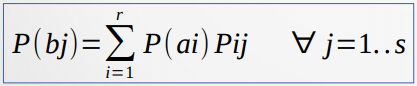 P(bj)=∑_{i=1}^{r} P(ai)Pij ∀ j=1..s